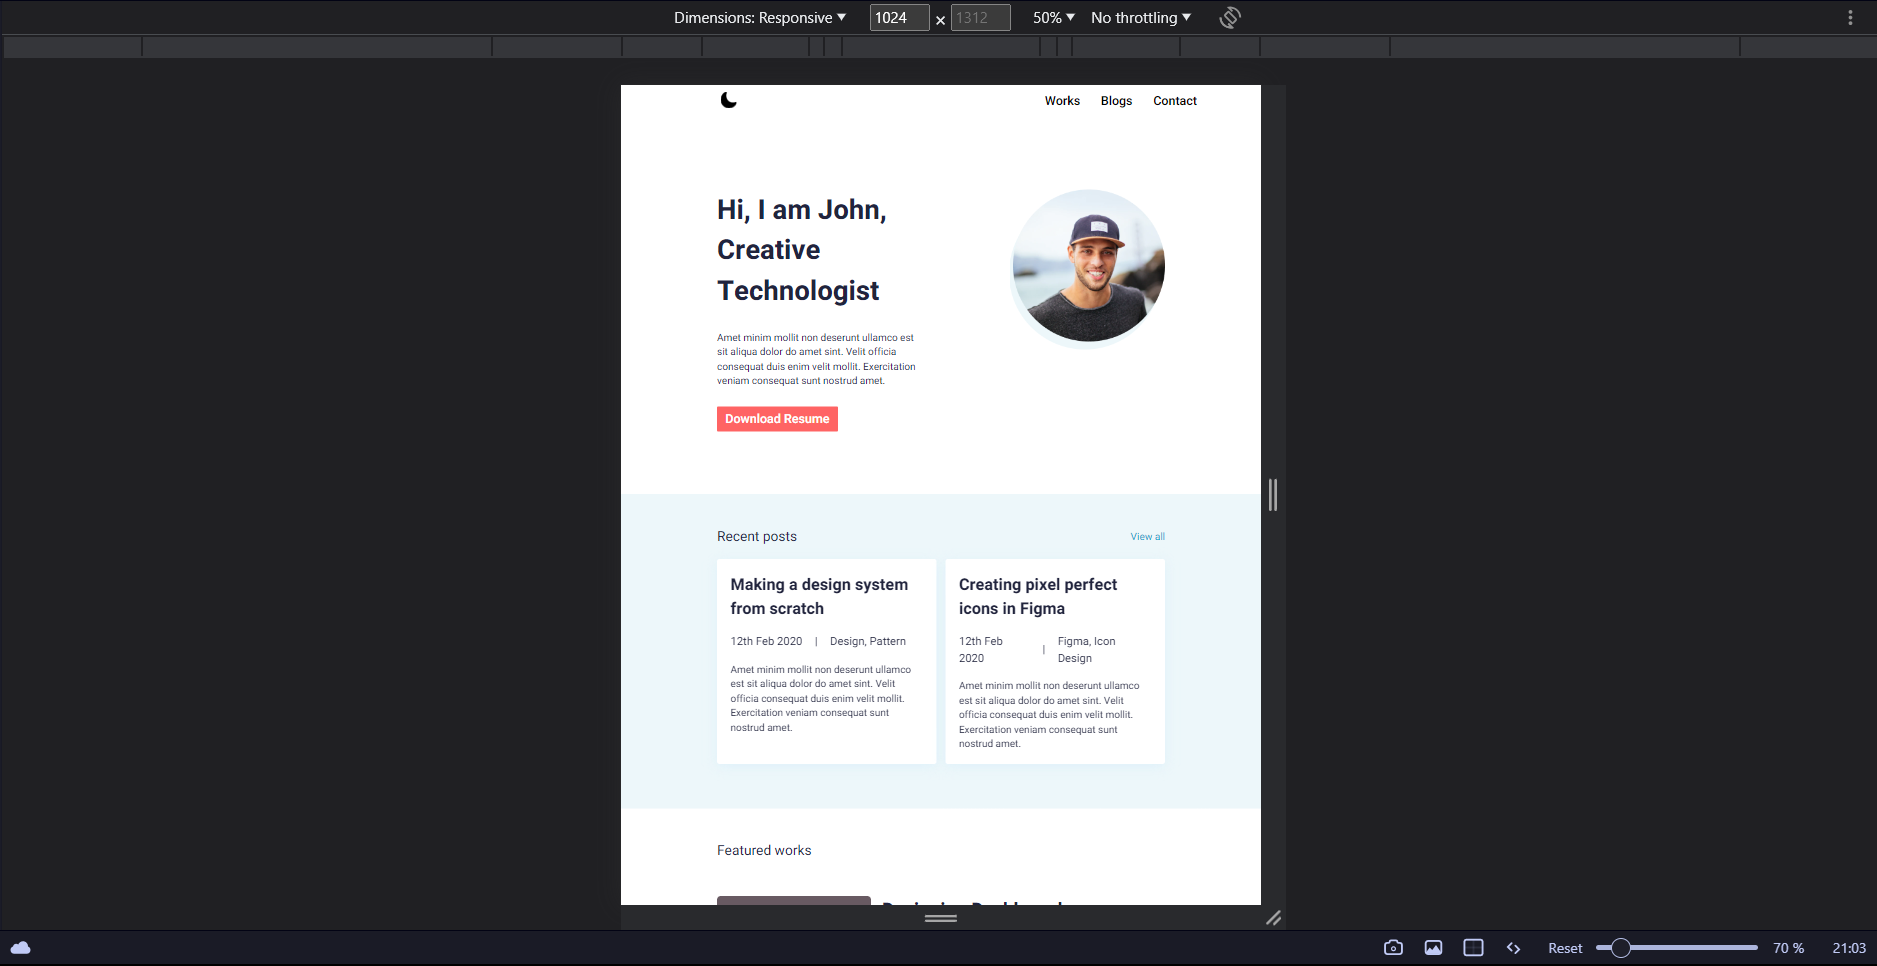 Dimensions: Responsive ▼ 1024 × 1312 50% ▼ No throttling ▼
Works Blogs Contact
Hi, I am John,
Creative
Technologist
Amet minim mollit non deserunt ullamco est
sit aliqua dolor do amet sint. Velit officia
consequat duis enim velit mollit. Exercitation
veniam consequat sunt nostrud amet.
Download Resume
Recent posts
View all
Making a design system
from scratch
12th Feb 2020 | Design, Pattern
Amet minim mollit non deserunt ullamco
est sit aliqua dolor do amet sint. Velit
officia consequat duis enim velit mollit.
Exercitation veniam consequat sunt
nostrud amet.
Creating pixel perfect
icons in Figma
12th Feb
2020
|
Figma, Icon
Design
Amet minim mollit non deserunt ullamco
est sit aliqua dolor do amet sint. Velit
officia consequat duis enim velit mollit.
Exercitation veniam consequat sunt
nostrud amet.
Featured works
Reset 70 % 21:03